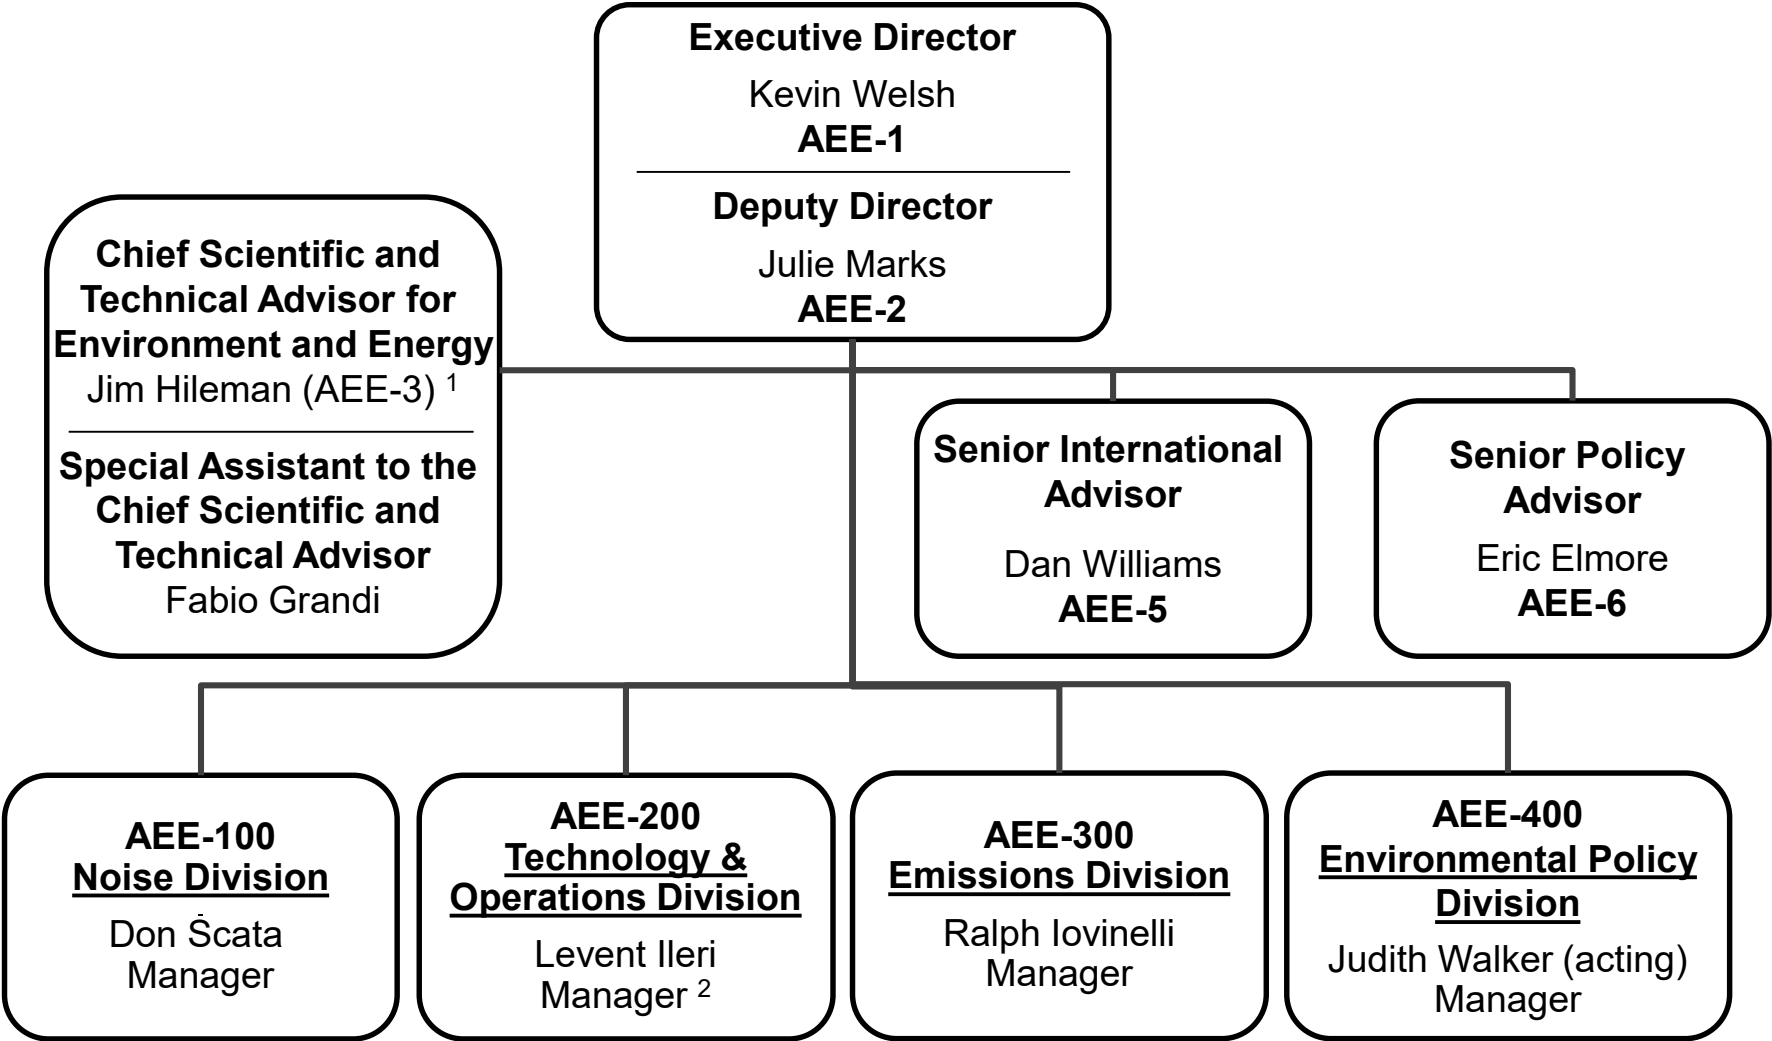 Executive Director
Kevin Welsh
AEE-1
Deputy Director
Julie Marks
AEE-2
Chief Scientific and
Technical Advisor for
Environment and Energy
Jim Hileman (AEE-3) 1
Special Assistant to the
Chief Scientific and
Technical Advisor
Fabio Grandi
Senior International
Advisor
Dan Williams
AEE-5
Senior Policy
Advisor
Eric Elmore
AEE-6
AEE-100
Noise Division
Don Scata
Manager
AEE-200
Technology &
Operations Division
Levent Ileri
Manager 2
AEE-300
Emissions Division
Ralph Iovinelli
Manager
AEE-400
Environmental Policy
Division
Judith Walker (acting)
Manager